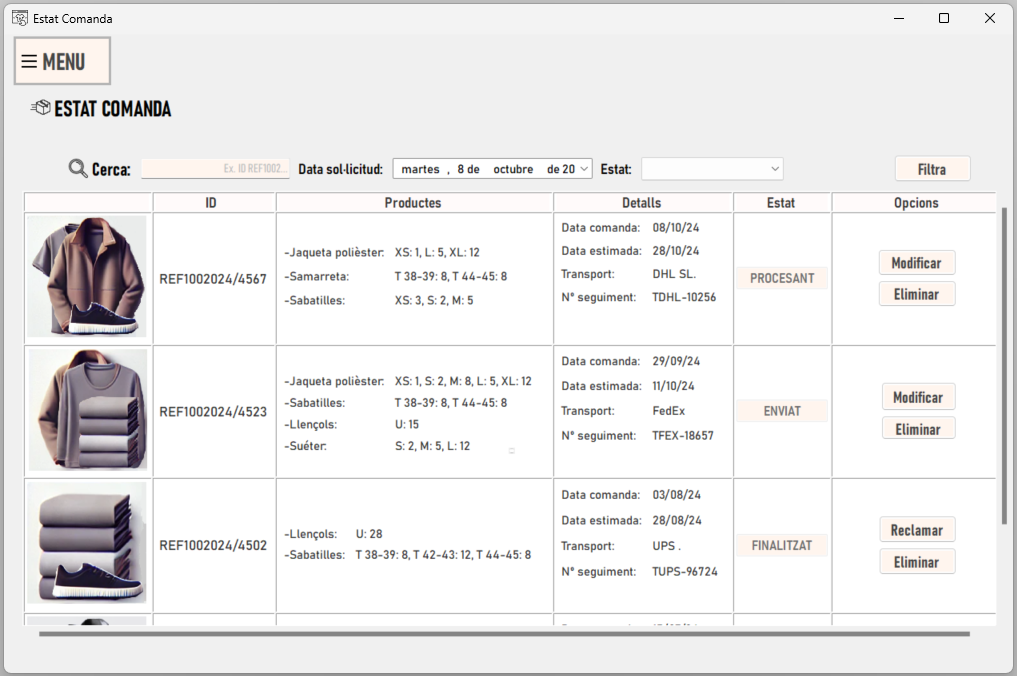 Estat Comanda
MENU
ESTAT COMANDA
Cerca: Ex. ID REF1002... Data sol·licitud: martes , 8 de octubre de 20 Estat: Filtra
ID Productes Detalls Estat Opcions
REF1002024/4567
-Jaqueta polièster: XS: 1, L: 5, XL: 12
-Samarreta: T 38-39: 8, T 44-45: 8
-Sabatilles: XS: 3, S: 2, M: 5
Data comanda: 08/10/24
Data estimada: 28/10/24
Transport: DHL SL.
Nº seguiment: TDHL-10256
PROCESANT
Modificar
Eliminar
REF1002024/4523
-Jaqueta polièster: XS: 1, S: 2, M: 8, L: 5, XL: 12
-Sabatilles: T 38-39: 8, T 44-45: 8
-Llençols: U: 15
-Suéter: S: 2, M: 5, L: 12
Data comanda: 29/09/24
Data estimada: 11/10/24
Transport: FedEx
Nº seguiment: TFEX-18657
ENVIAT
Modificar
Eliminar
REF1002024/4502
-Llençols: U: 28
-Sabatilles: T 38-39: 8, T 42-43: 12, T 44-45: 8
Data comanda: 03/08/24
Data estimada: 28/08/24
Transport: UPS .
Nº seguiment: TUPS-96724
FINALITZAT
Reclamar
Eliminar